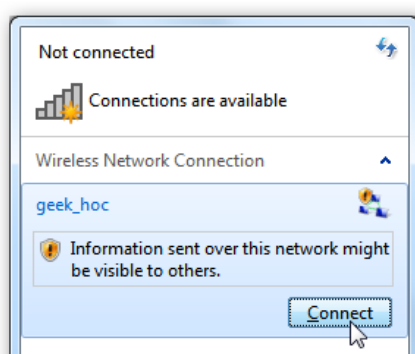 Not connected
Connections are available
Wireless Network Connection
geek_hoc
Information sent over this network might
be visible to others.
Connect